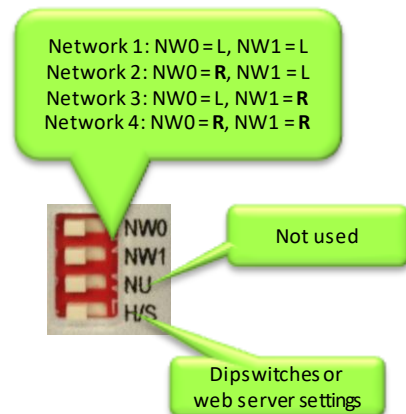 Network 1: NW0 = L, NW1 = L
Network 2: NW0 = R, NW1 = L
Network 3: NW0 = L, NW1 = R
Network 4: NW0 = R, NW1 = R
NW0
NW1
NU
H/S
Not used
Dipswitches or
web server settings